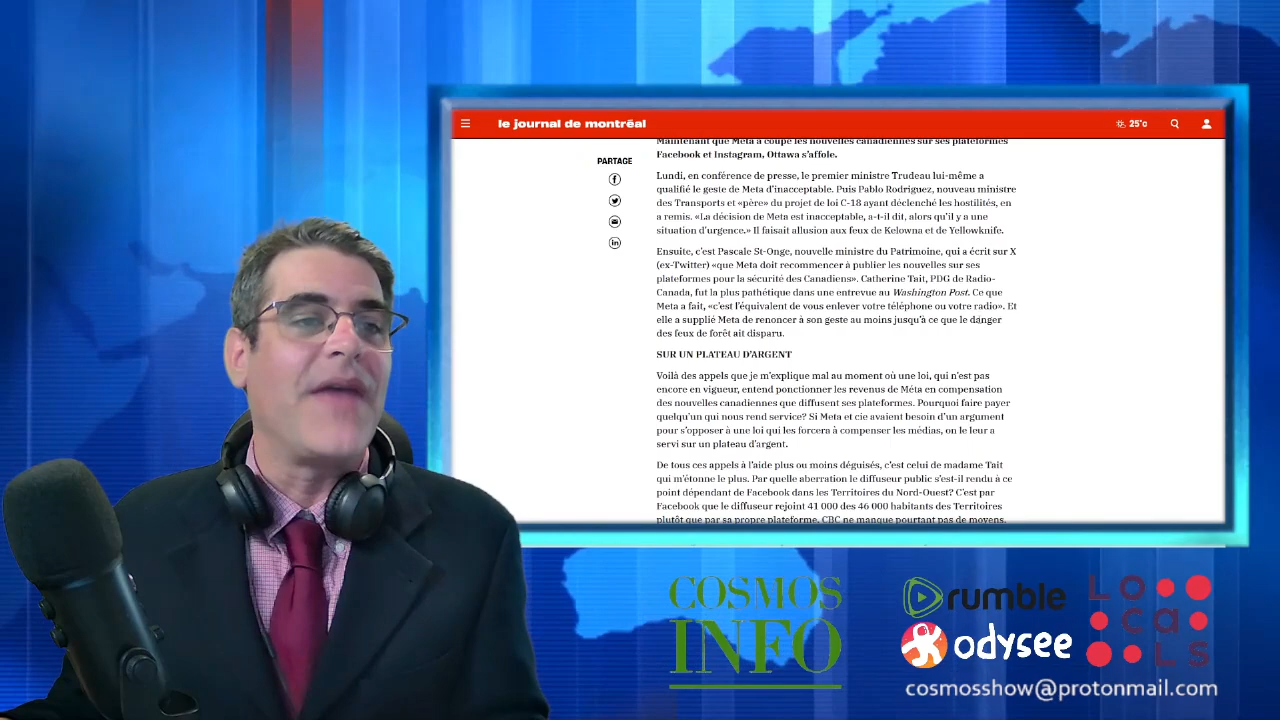 le journal de montréal
25°c
PARTAGE
Maintenant que Meta a coupé les nouvelles canadiennes sur ses plateformes
Facebook et Instagram, Ottawa s'affole.
Lundi, en conférence de presse, le premier ministre Trudeau lui-même a
qualifié le geste de Meta d'inacceptable. Puis Pablo Rodriguez, nouveau ministre
des Transports et «père» du projet de loi C-18 ayant déclenché les hostilités, en
a remis. «La décision de Meta est inacceptable, a-t-il dit, alors qu'il y a une
situation d'urgence.» Il faisait allusion aux feux de Kelowna et de Yellowknife.
Ensuite, c'est Pascale St-Onge, nouvelle ministre du Patrimoine, qui a écrit sur X
(ex-Twitter) «que Meta doit recommencer à publier les nouvelles sur ses
plateformes pour la sécurité des Canadiens». Catherine Tait, PDG de Radio-
Canada, fut la plus pathétique dans une entrevue au Washington Post. Ce que
Meta a fait, «c'est l'équivalent de vous enlever votre téléphone ou votre radio». Et
elle a supplié Meta de renoncer à son geste au moins jusqu'à ce que le danger
des feux de forêt ait disparu.
SUR UN PLATEAU D'ARGENT
Voilà des appels que je m'explique mal au moment où une loi, qui n'est pas
encore en vigueur, entend ponctionner les revenus de Méta en compensation
des nouvelles canadiennes que diffusent ses plateformes. Pourquoi faire payer
quelqu'un qui nous rend service? Si Meta et cie avaient besoin d'un argument
pour s'opposer à une loi qui les forcera à compenser les médias, on le leur a
servi sur un plateau d'argent.
De tous ces appels à l'aide plus ou moins déguisés, c'est celui de madame Tait
qui m'étonne le plus. Par quelle aberration le diffuseur public s'est-il rendu à ce
point dépendant de Facebook dans les Territoires du Nord-Ouest? C'est par
Facebook que le diffuseur rejoint 41 000 des 46 000 habitants des Territoires
plutôt que par sa propre plateforme. CBC ne manque pourtant pas de moyens.
COSMOS
INFO
rumble
odysee
LOcaLs
cosmosshow@protonmail.com